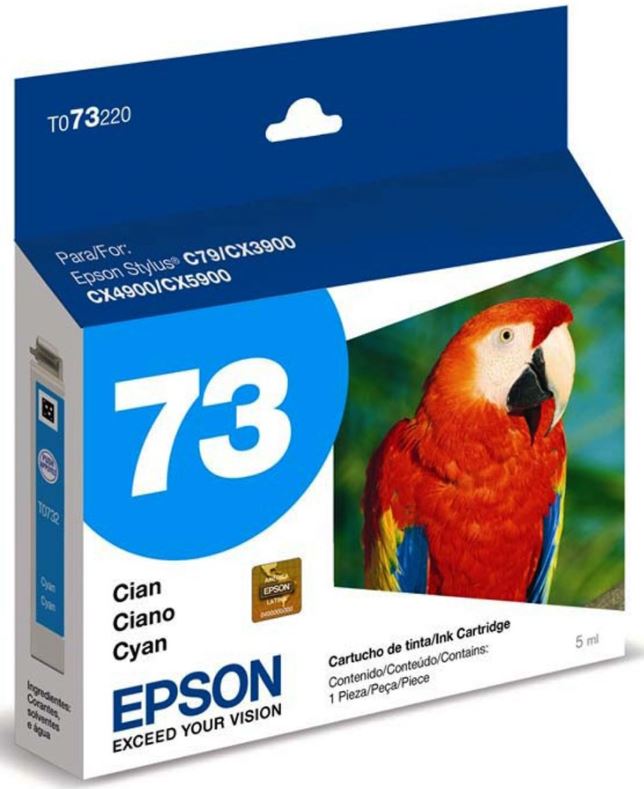 T073220
Para/For:
Epson Stylus® C79/CX3900
CX4900/CX5900
73
T0732
Cyan
Cyan
Cian
Ciano
Cyan
EPSON
LATINA
EPSON
EXCEED YOUR VISION
Cartucho de tinta/Ink Cartridge
Contenido/Conteúdo/Contains:
1 Pieza/Peça/Piece
5 ml
Ingredientes:
Corantes,
solventes
e água